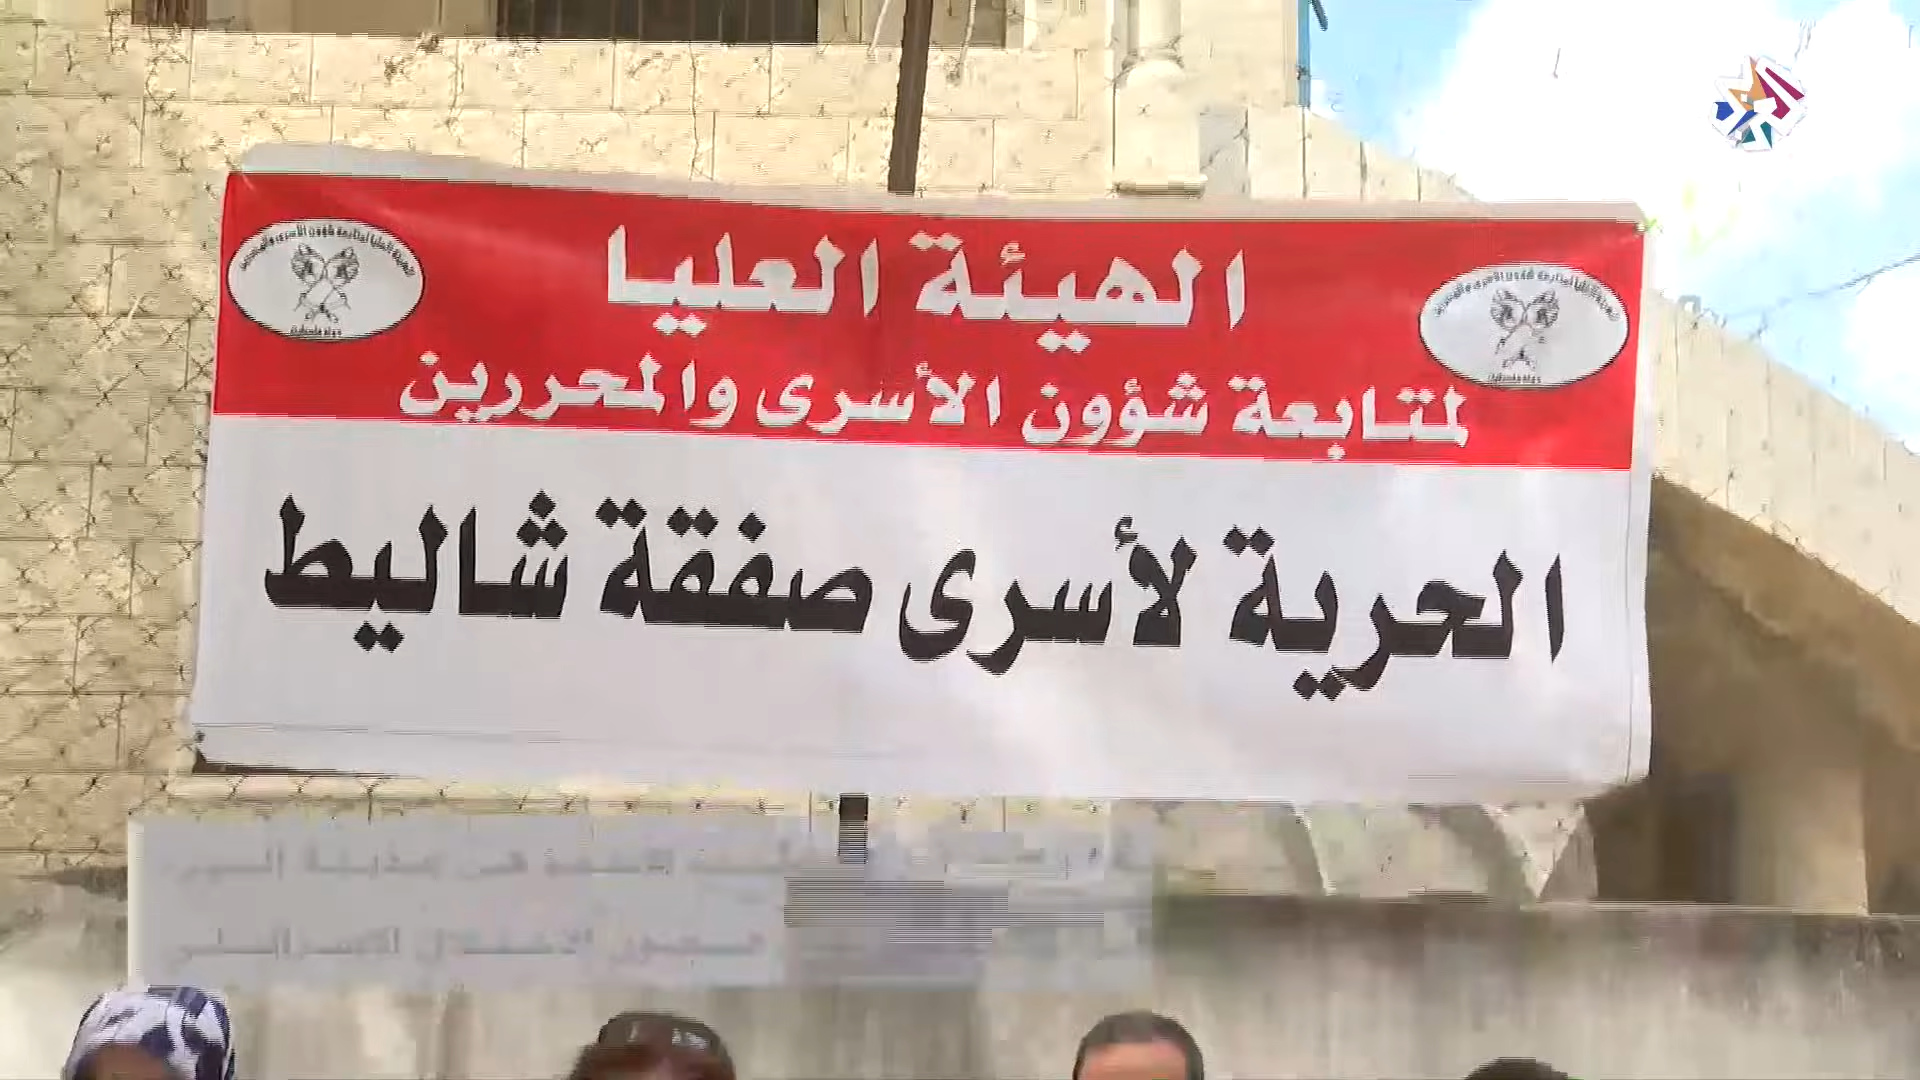 الهيئة العليا
لمتابعة شؤون الأسرى والمحررين
الحرية لأسرى صفقة شاليط